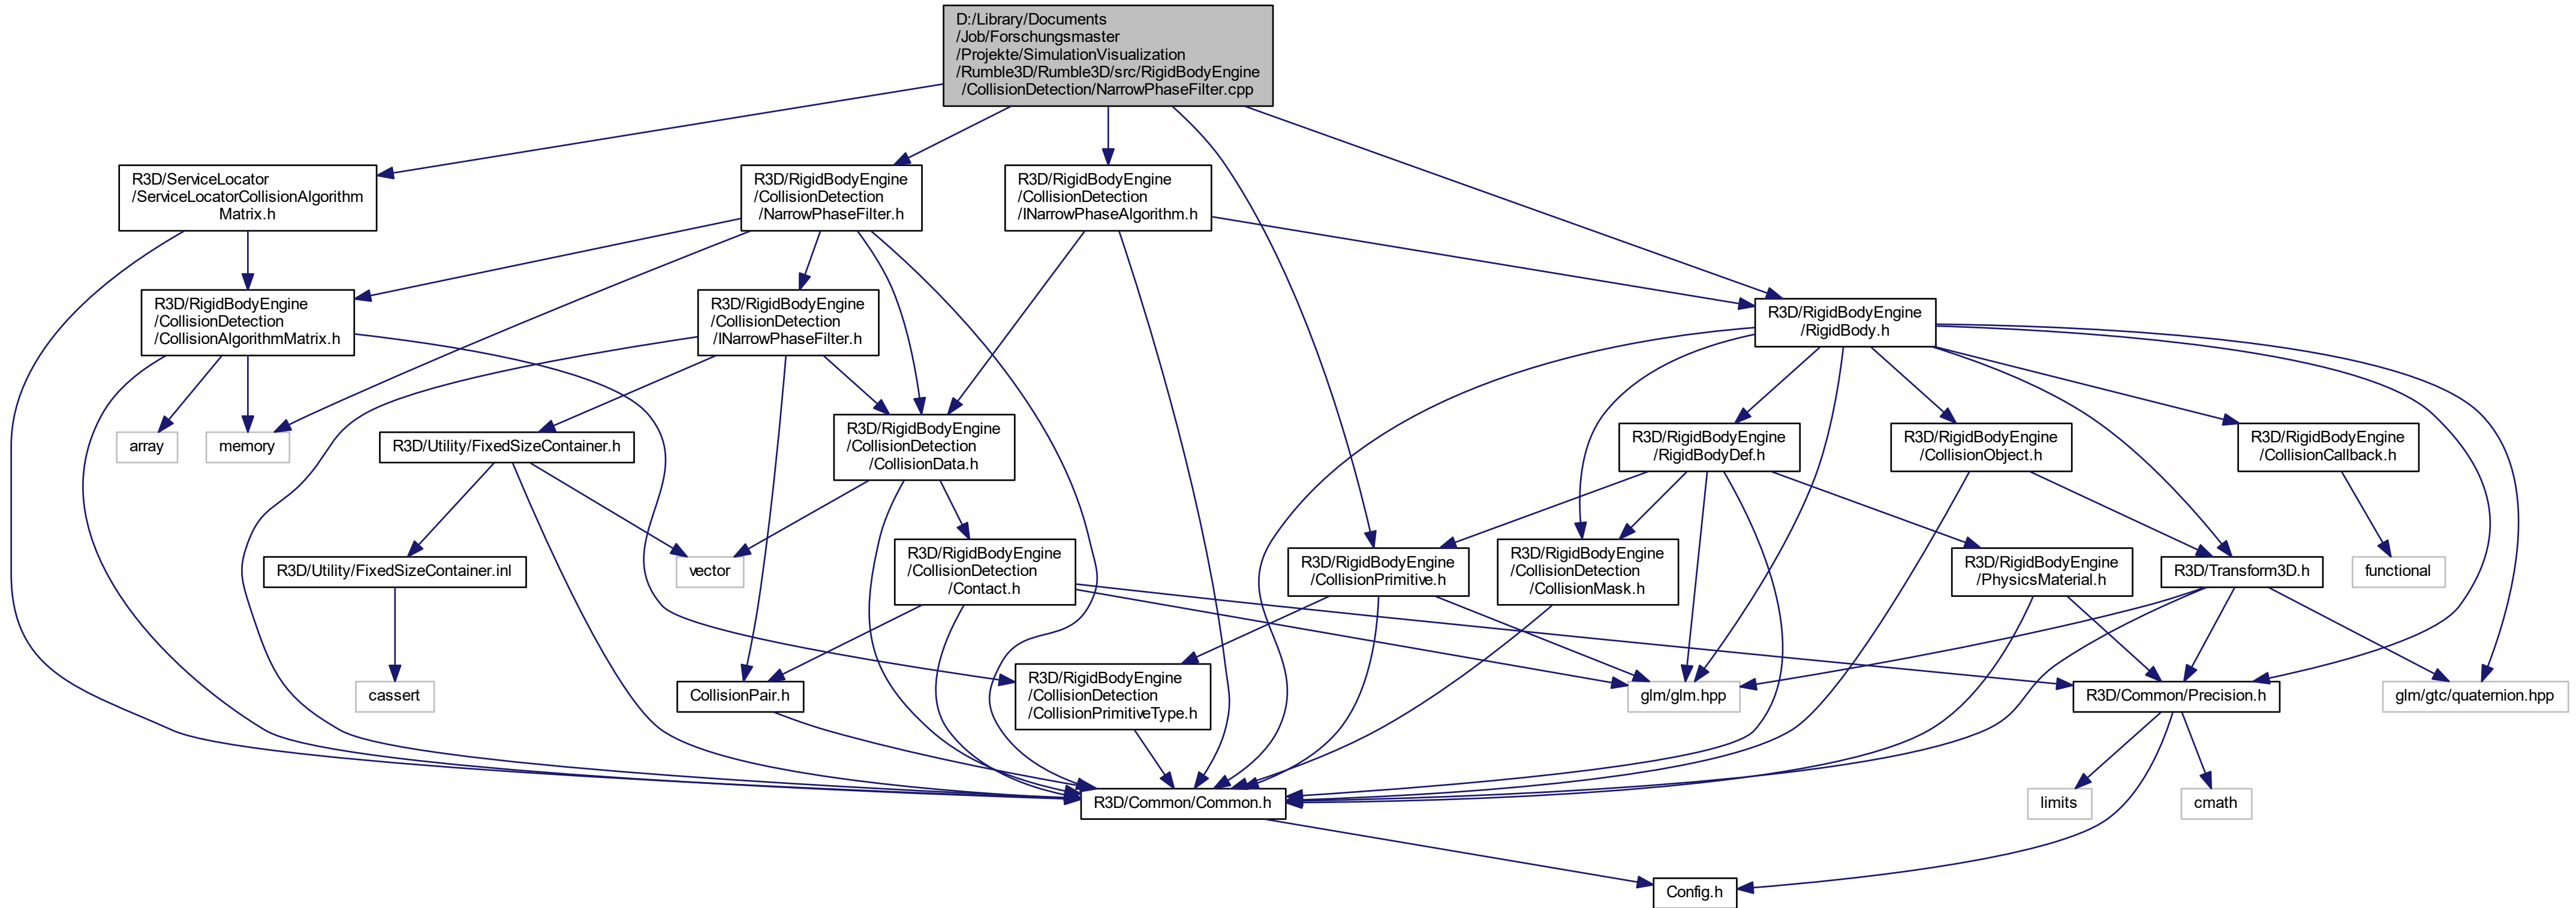 D:/Library/Documents
/Job/Forschungsmaster
/Projekte/SimulationVisualization
/Rumble3D/Rumble3D/src/RigidBodyEngine
/CollisionDetection/NarrowPhaseFilter.cpp
R3D/ServiceLocator
/ServiceLocatorCollisionAlgorithm
Matrix.h
R3D/RigidBodyEngine
/CollisionDetection
/NarrowPhaseFilter.h
R3D/RigidBodyEngine
/CollisionDetection
/INarrowPhaseAlgorithm.h
R3D/RigidBodyEngine
/CollisionDetection
/CollisionAlgorithmMatrix.h
R3D/RigidBodyEngine
/CollisionDetection
/INarrowPhaseFilter.h
R3D/RigidBodyEngine
/RigidBody.h
array
memory
R3D/Utility/FixedSizeContainer.h
R3D/RigidBodyEngine
/CollisionDetection
/CollisionData.h
R3D/RigidBodyEngine
/RigidBodyDef.h
R3D/RigidBodyEngine
/CollisionObject.h
R3D/RigidBodyEngine
/CollisionCallback.h
R3D/Utility/FixedSizeContainer.inl
vector
R3D/RigidBodyEngine
/CollisionDetection
/Contact.h
R3D/RigidBodyEngine
/CollisionPrimitive.h
R3D/RigidBodyEngine
/CollisionDetection
/CollisionMask.h
R3D/RigidBodyEngine
/PhysicsMaterial.h
R3D/Transform3D.h
functional
cassert
CollisionPair.h
R3D/RigidBodyEngine
/CollisionDetection
/CollisionPrimitiveType.h
glm/glm.hpp
R3D/Common/Precision.h
glm/gtc/quaternion.hpp
R3D/Common/Common.h
limits
cmath
Config.h